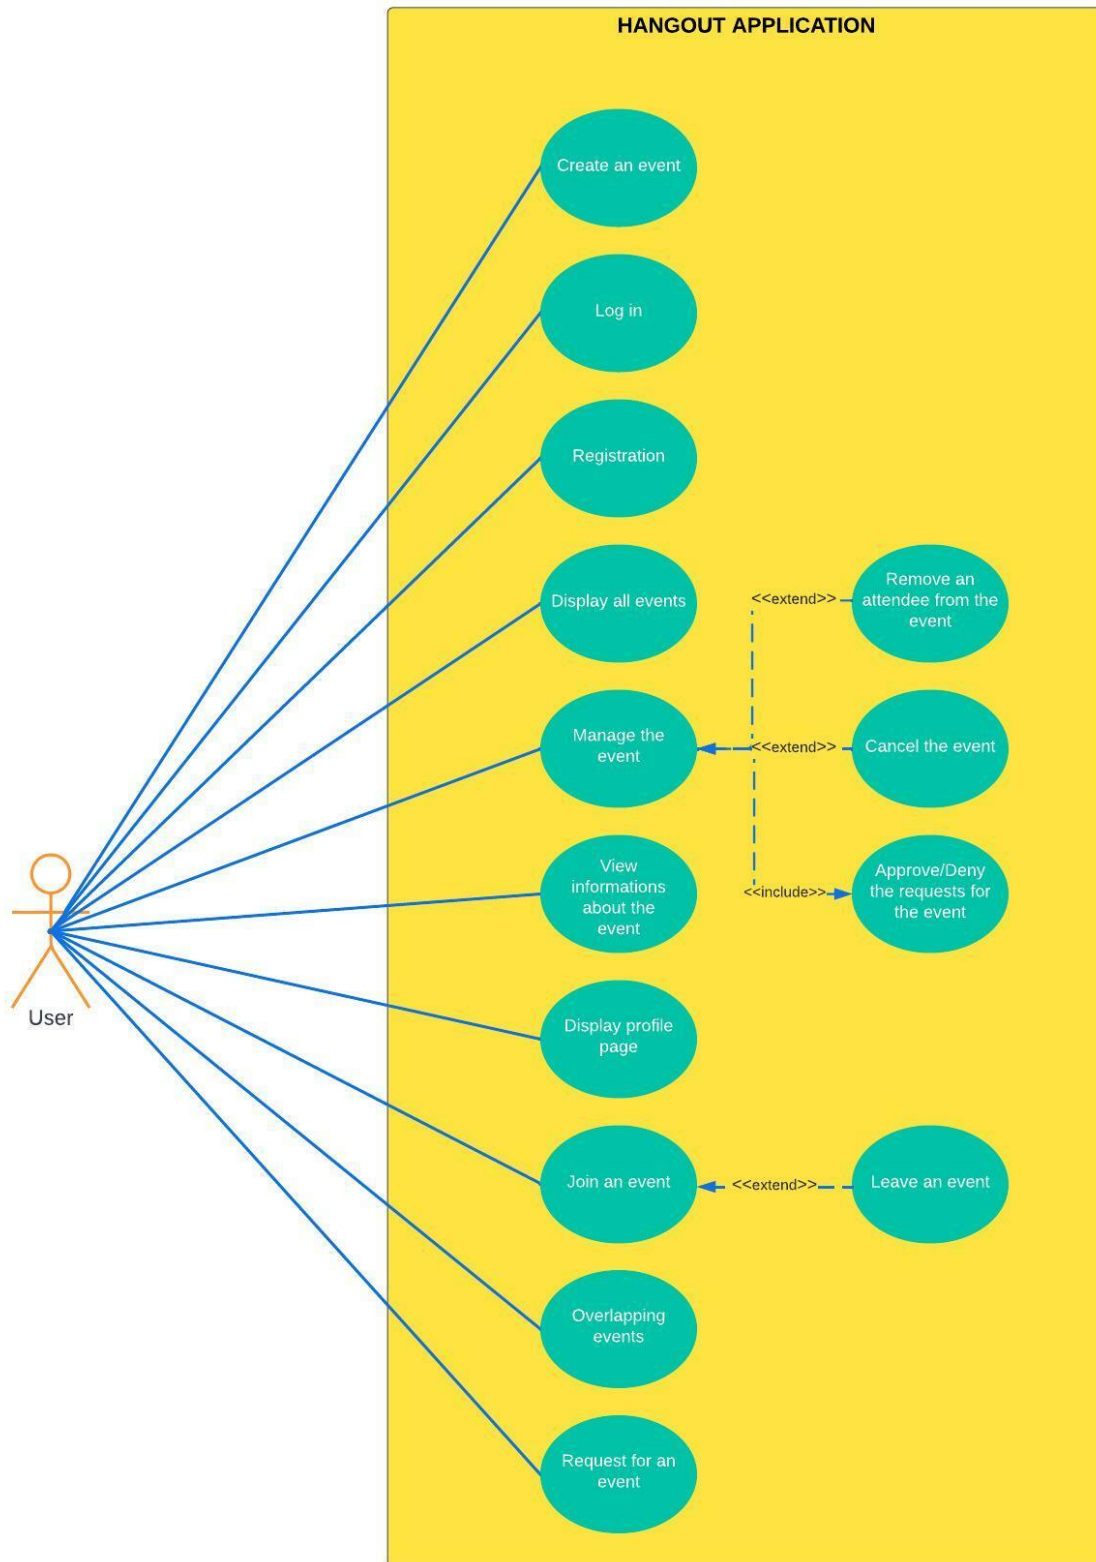 HANGOUT APPLICATION
Create an event
Log in
Registration
Display all events
<<extend>>
Remove an
attendee from the
event
Manage the
event
<<extend>>
Cancel the event
View
informations
about the
event
<<include>>
Approve/Deny
the requests for
the event
User
Display profile
page
Join an event
<<extend>>
Leave an event
Overlapping
events
Request for an
event